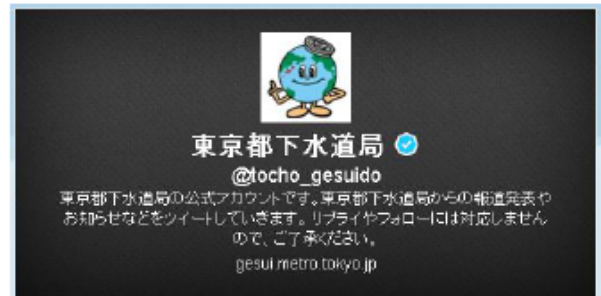 東京都下水道局
@tocho_gesuido
東京都下水道局の公式アカウントです。東京都下水道局からの報道発表や
お知らせなどをツイートしていきます。リプライやフォローには対応しません
ので、ご了承ください。
gesui.metro.tokyo.jp